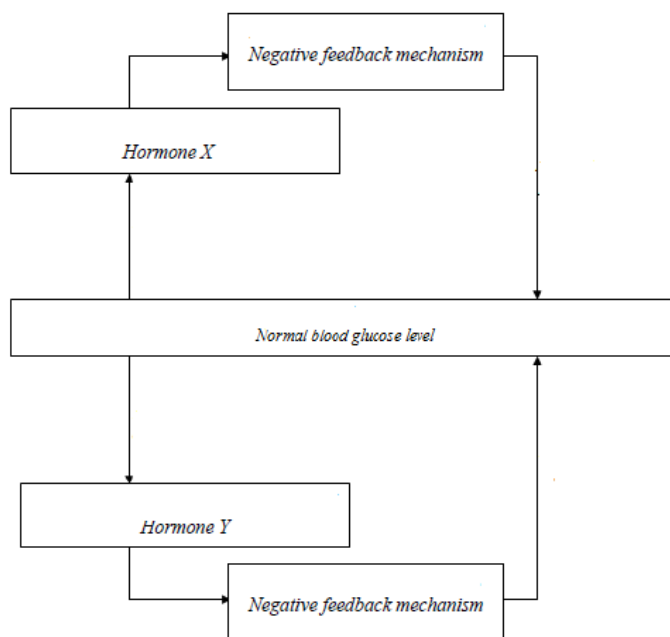 Negative feedback mechanism
Hormone X
Normal blood glucose level
Hormone Y
Negative feedback mechanism